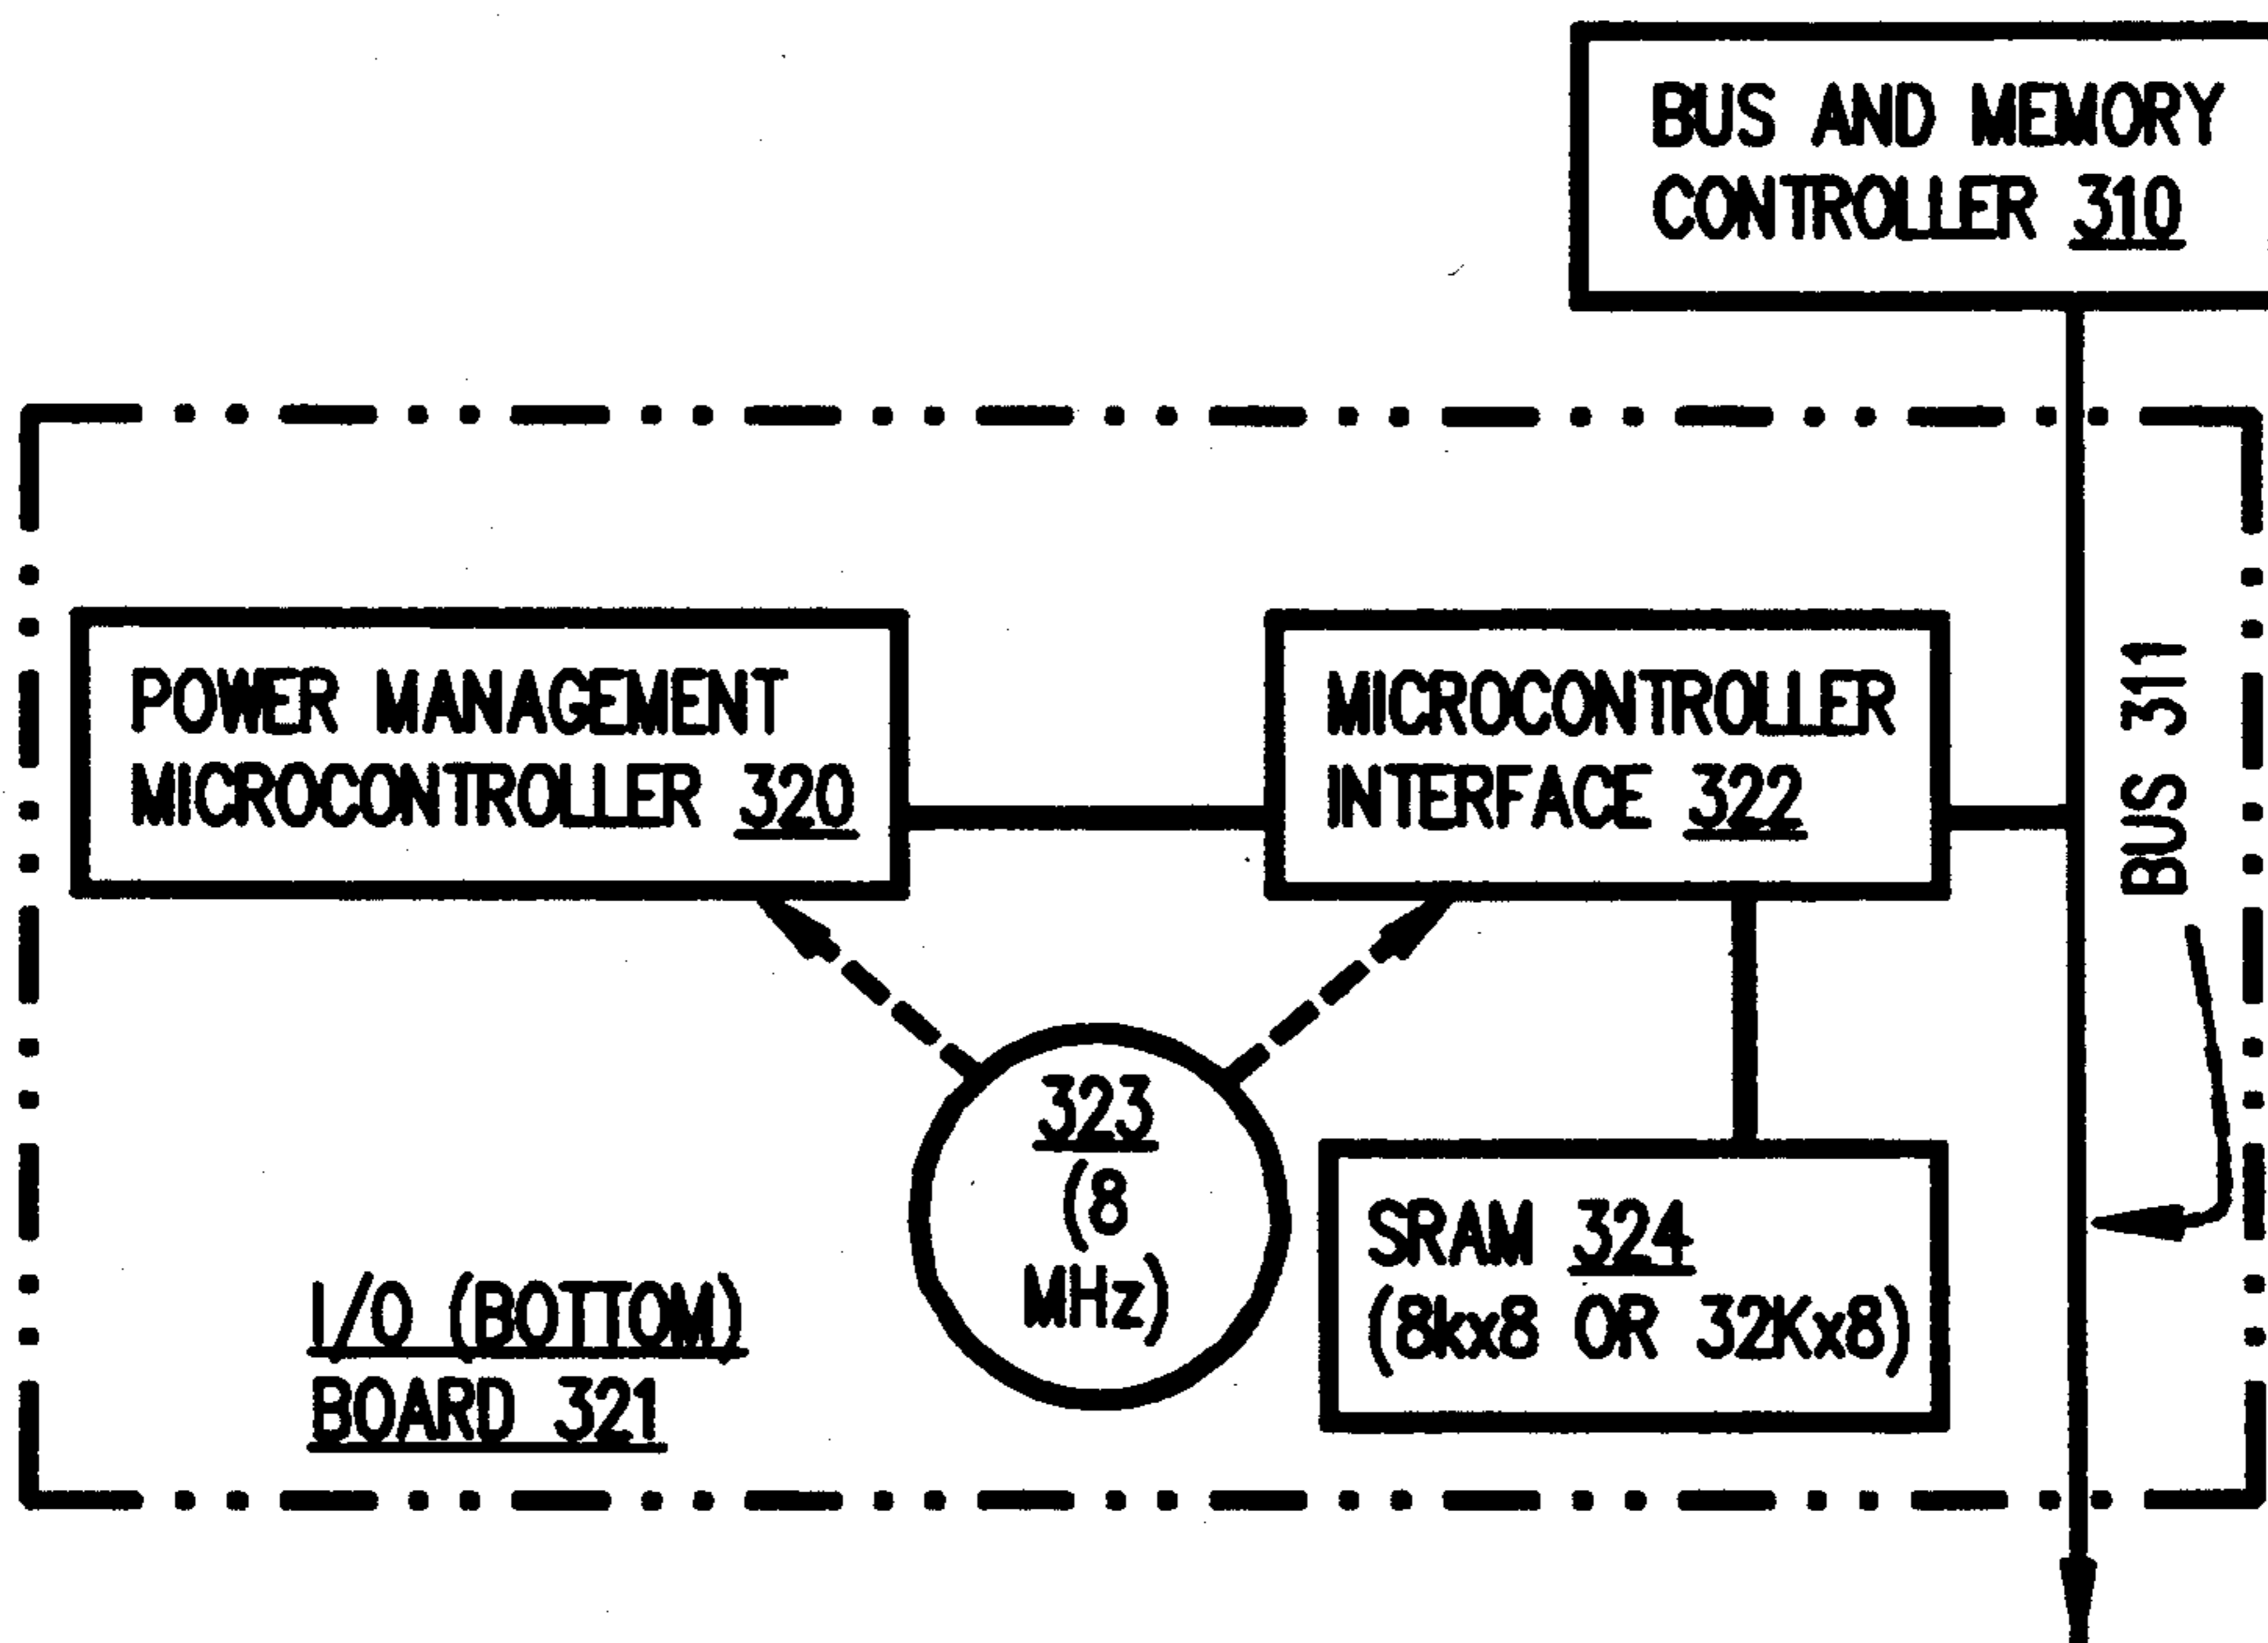 BUS AND MEMORY
CONTROLLER 310
POWER MANAGEMENT
MICROCONTROLLER 320
MICROCONTROLLER
INTERFACE 322
BUS 311
323
(8
MHz)
SRAM 324
(8kx8 OR 32Kx8)
I/O (BOTTOM)
BOARD 321